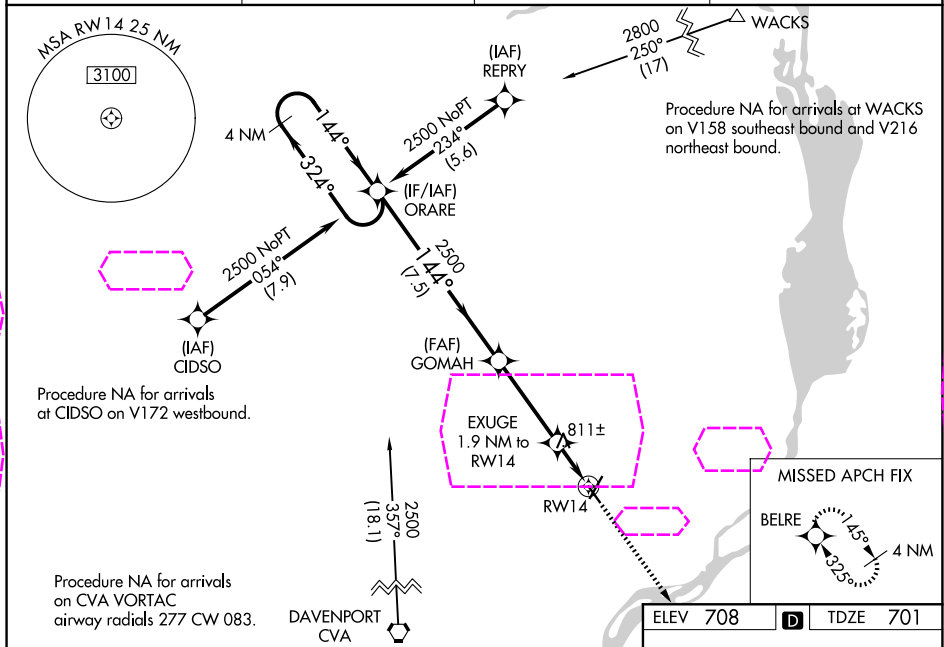 MSA RW14 25 NM
3100
4 NM
144°
324°
(IAF)
REPRY
2500 NoPT
234°
(5.6)
2800
250°
(17)
WACKS
Procedure NA for arrivals at WACKS
on V158 southeast bound and V216
northeast bound.
(IF/IAF)
ORARE
2500 NoPT
054°
(7.9)
2500
144°
(7.5)
(IAF)
CIDSO
Procedure NA for arrivals
at CIDSO on V172 westbound.
(FAF)
GOMAH
EXUGE
1.9 NM to
RW14
811±
RW14
2500
357°
(18.1)
MISSED APCH FIX
BELRE
145°
325°
4 NM
Procedure NA for arrivals
on CVA VORTAC
airway radials 277 CW 083.
DAVENPORT
CVA
ELEV 708
D
TDZE 701